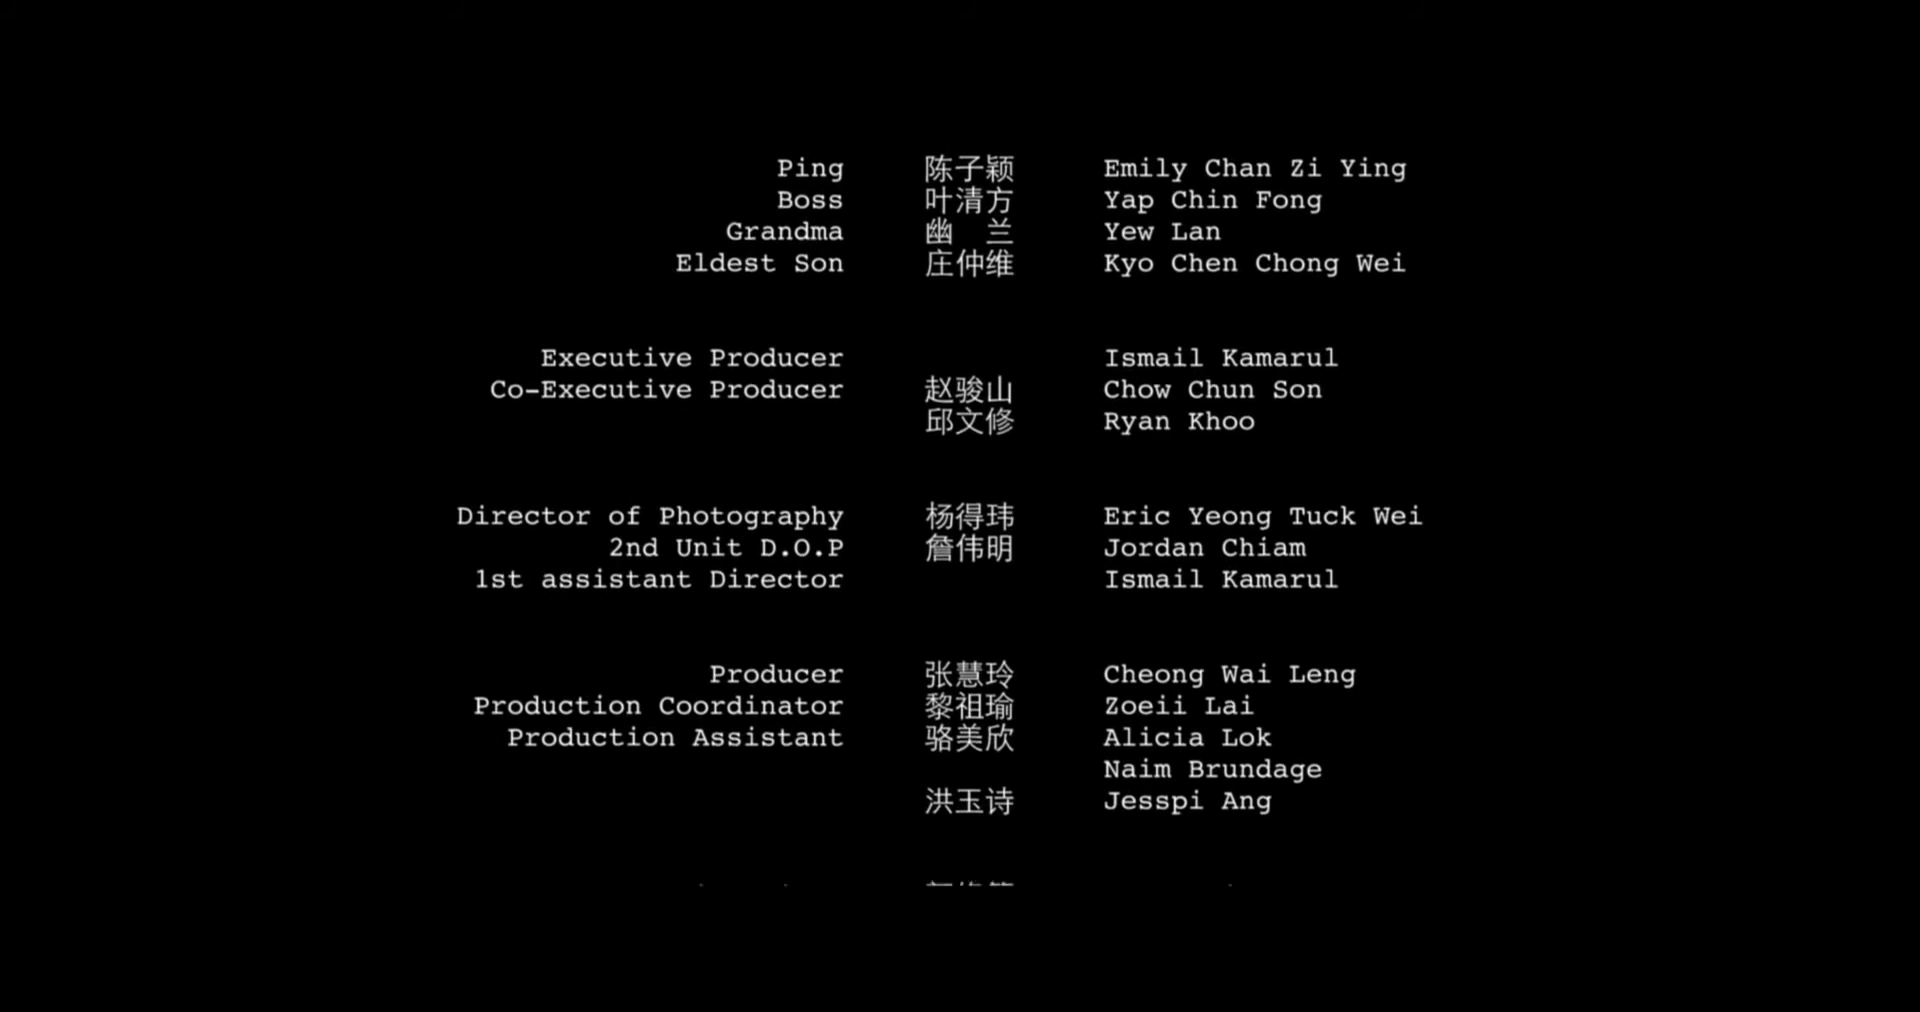 Ping 陈子颖 Emily Chan Zi Ying
Boss 叶清方 Yap Chin Fong
Grandma 幽 兰 Yew Lan
Eldest Son 庄仲维 Kyo Chen Chong Wei
Executive Producer Ismail Kamarul
Co-Executive Producer 赵骏山 Chow Chun Son
邱文修 Ryan Khoo
Director of Photography 杨得玮 Eric Yeong Tuck Wei
2nd Unit D.O.P 詹伟明 Jordan Chiam
1st assistant Director Ismail Kamarul
Producer 张慧玲 Cheong Wai Leng
Production Coordinator 黎祖瑜 Zoeii Lai
Production Assistant 骆美欣 Alicia Lok
Naim Brundage
洪玉诗 Jesspi Ang